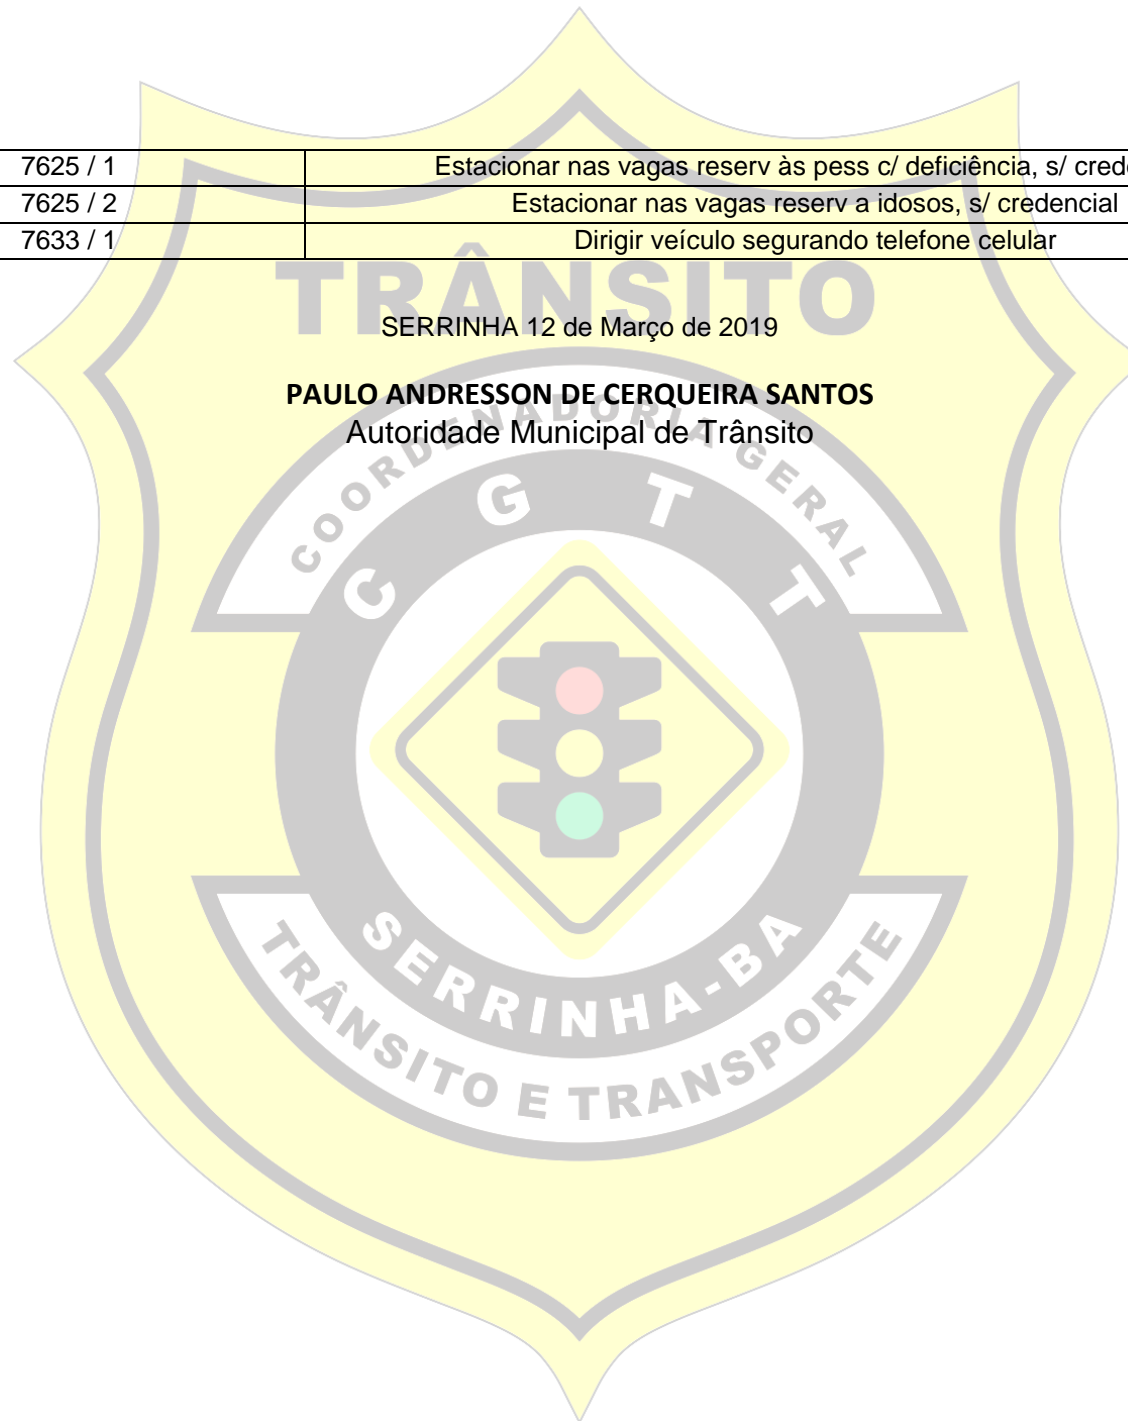 7625 / 1 Estacionar nas vagas reserv às pess c/ deficiência, s/
7625 / 2 Estacionar nas vagas reserv a idosos, s/ credencial
7633 / 1 Dirigir veículo segurando telefone celular
TRÂNSITO
SERRINHA 12 de Março de 2019
PAULO ANDRESSON DE CERQUEIRA SANTOS
Autoridade Municipal de Trânsito
COORDENADORIA GERAL
C G T T
SERRINHA-BA
TRÂNSITO E TRANSPORTE